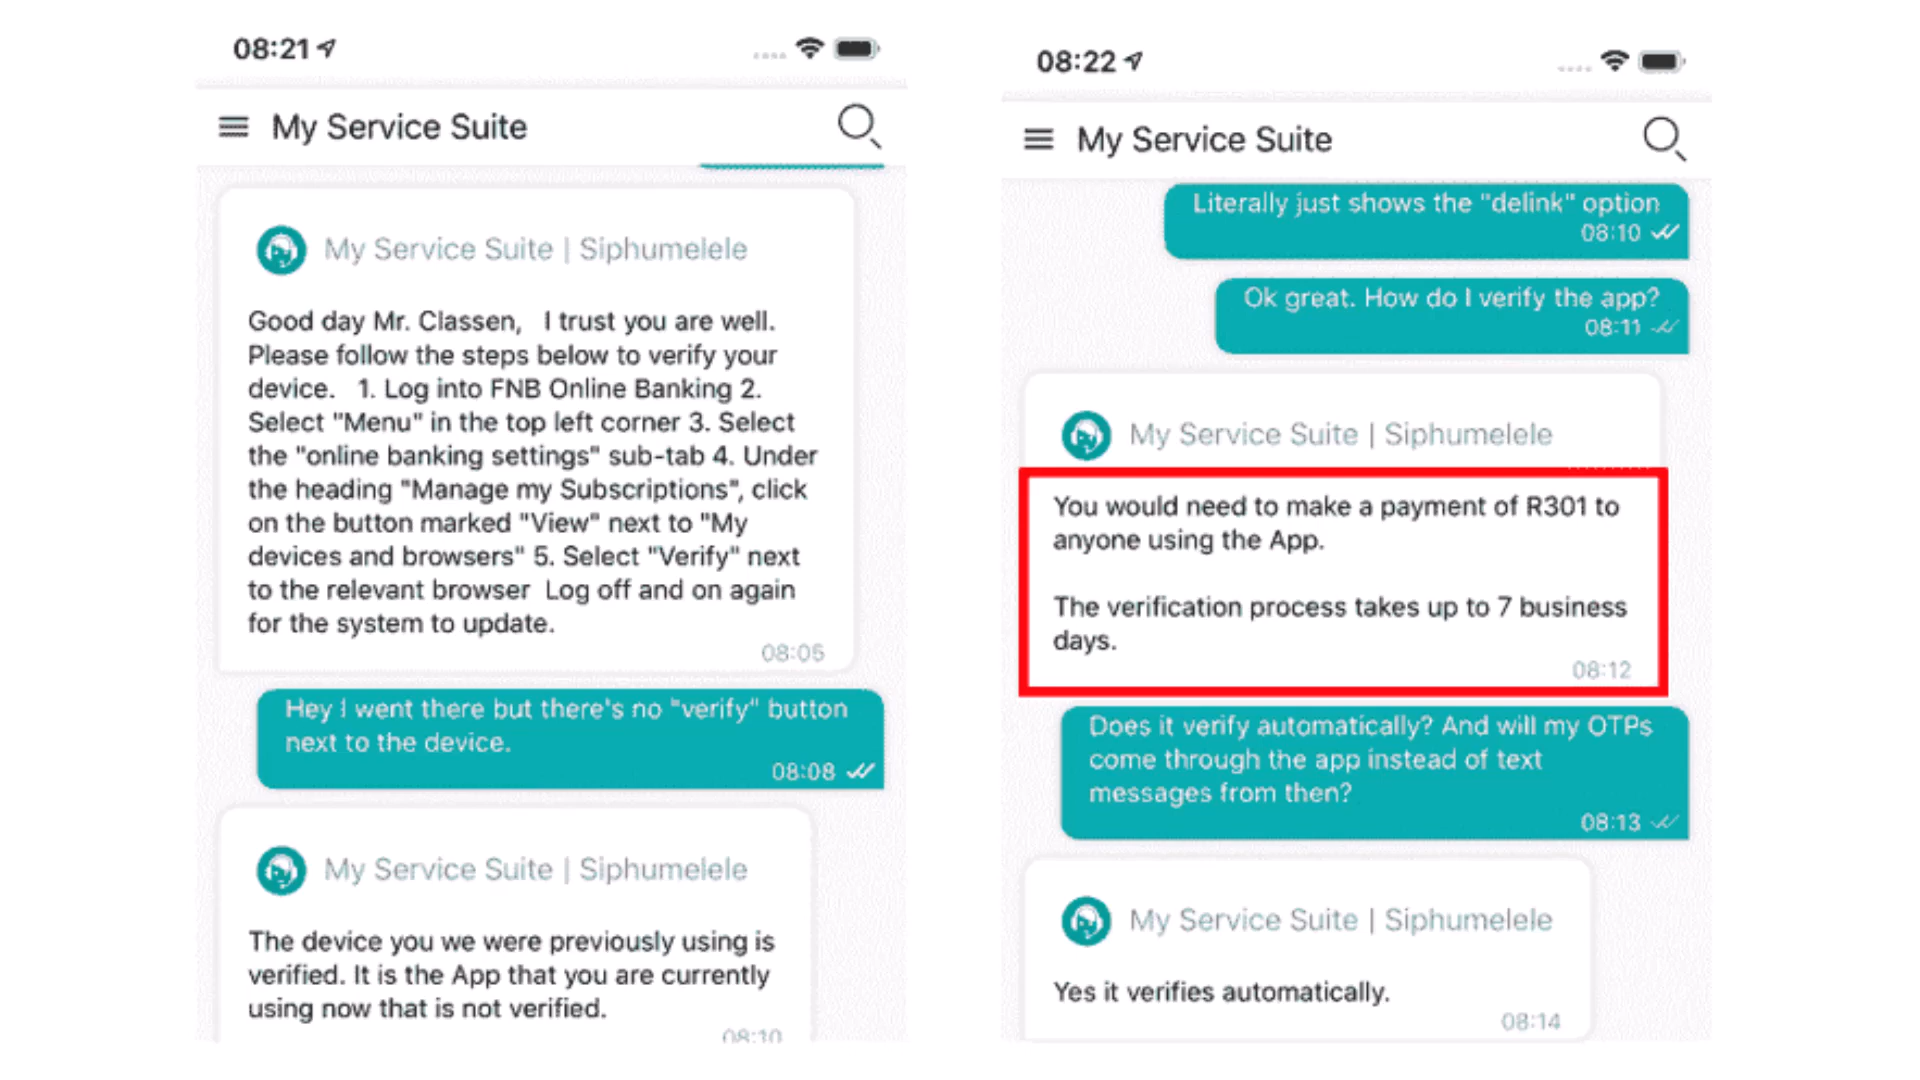 08:21
My Service Suite
My Service Suite | Siphumelele
Good day Mr. Classen, I trust you are well.
Please follow the steps below to verify your
device. 1. Log into FNB Online Banking 2.
Select "Menu" in the top left corner 3. Select
the "online banking settings" sub-tab 4. Under
the heading "Manage my Subscriptions", click
on the button marked "View" next to "My
devices and browsers" 5. Select "Verify" next
to the relevant browser Log off and on again
for the system to update.
08:05
Hey I went there but there's no "verify" button
next to the device.
08:08
My Service Suite | Siphumelele
The device you we were previously using is
verified. It is the App that you are currently
using now that is not verified.
08:10
08:22
My Service Suite
Literally just shows the "delink" option
08:10
Ok great. How do I verify the app?
08:11
My Service Suite | Siphumelele
You would need to make a payment of R301 to
anyone using the App.
The verification process takes up to 7 business
days.
08:12
Does it verify automatically? And will my OTPs
come through the app instead of text
messages from then?
08:13
My Service Suite | Siphumelele
Yes it verifies automatically.
08:14